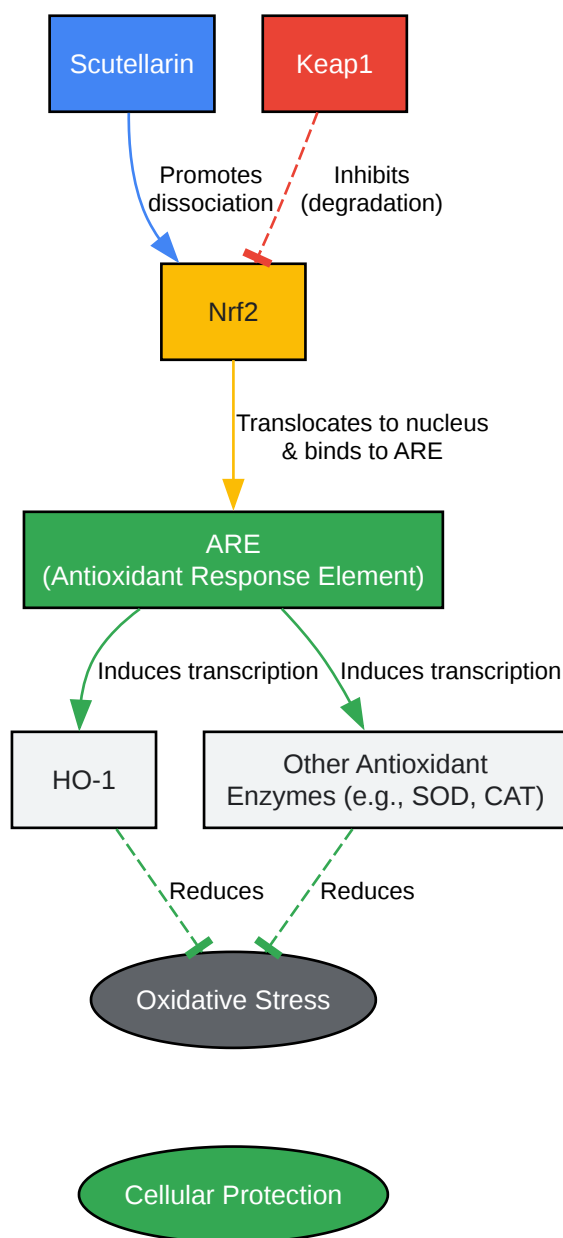 Scutellarin
Keap1
Promotes
dissociation
Inhibits
(degradation)
Nrf2
Translocates to nucleus
& binds to ARE
ARE
(Antioxidant Response Element)
Induces transcription
Induces transcription
HO-1
Other Antioxidant
Enzymes (e.g., SOD, CAT)
Reduces
Reduces
Oxidative Stress
Cellular Protection